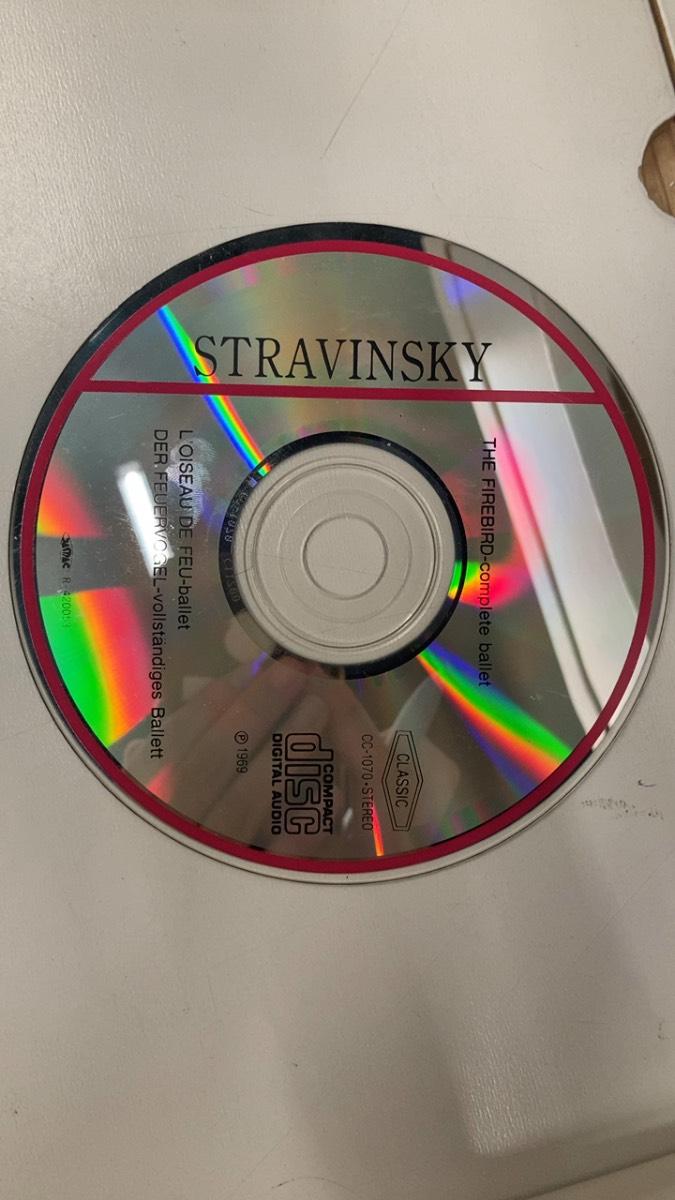 STRAVINSKY
THE FIREBIRD-complete ballet
L'OISEAU DE FEU-ballet
DER FEUERVOGEL-vollständiges Ballett
CLASSIC
CC-1070•STEREO
COMPACT
disc
DIGITAL AUDIO
℗ 1969